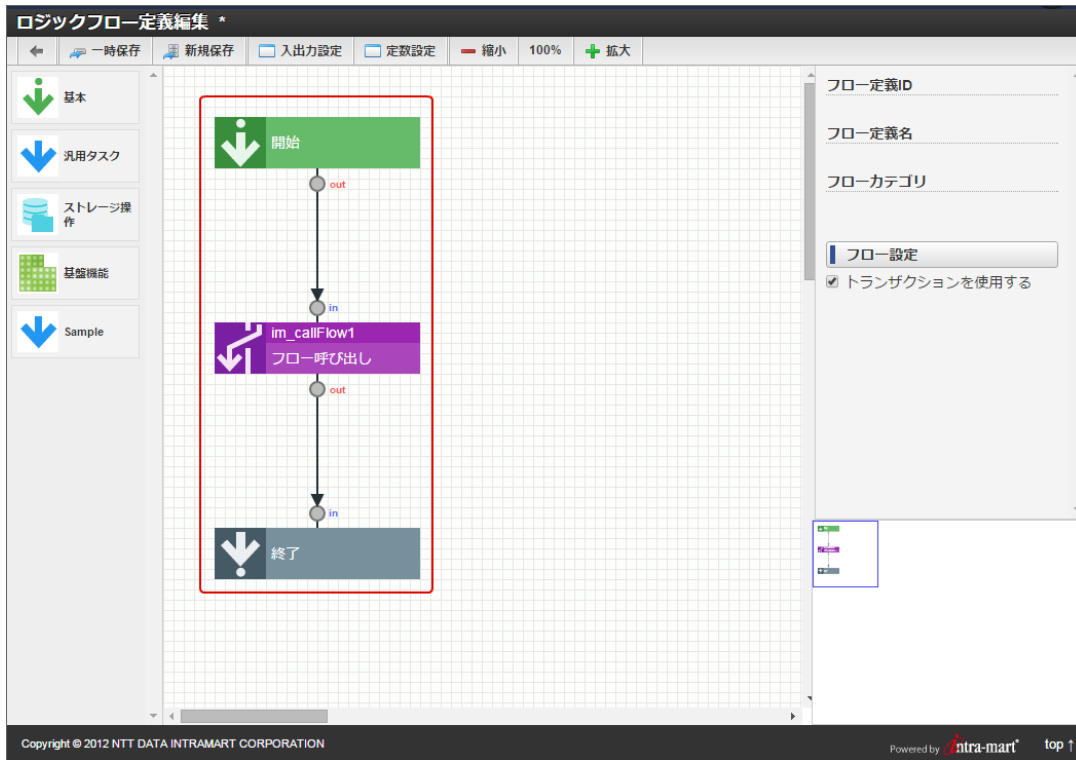 ロジックフロー定義編集 *
一時保存 新規保存 入出力設定 定数設定 縮小 100% 拡大
基本
汎用タスク
ストレージ操
作
基盤機能
Sample
開始
out
in
im_callFlow1
フロー呼び出し
out
in
終了
フロー定義ID
フロー定義名
フローカテゴリ
フロー設定
トランザクションを使用する
Copyright © 2012 NTT DATA INTRAMART CORPORATION
Powered by intra-mart
top ↑